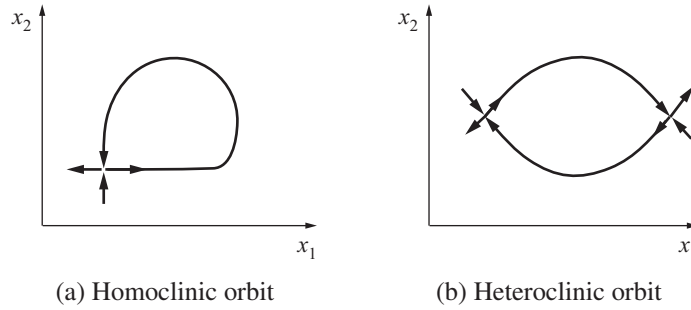 x₂
x₁
(a) Homoclinic orbit
x₂
x
(b) Heteroclinic orbit